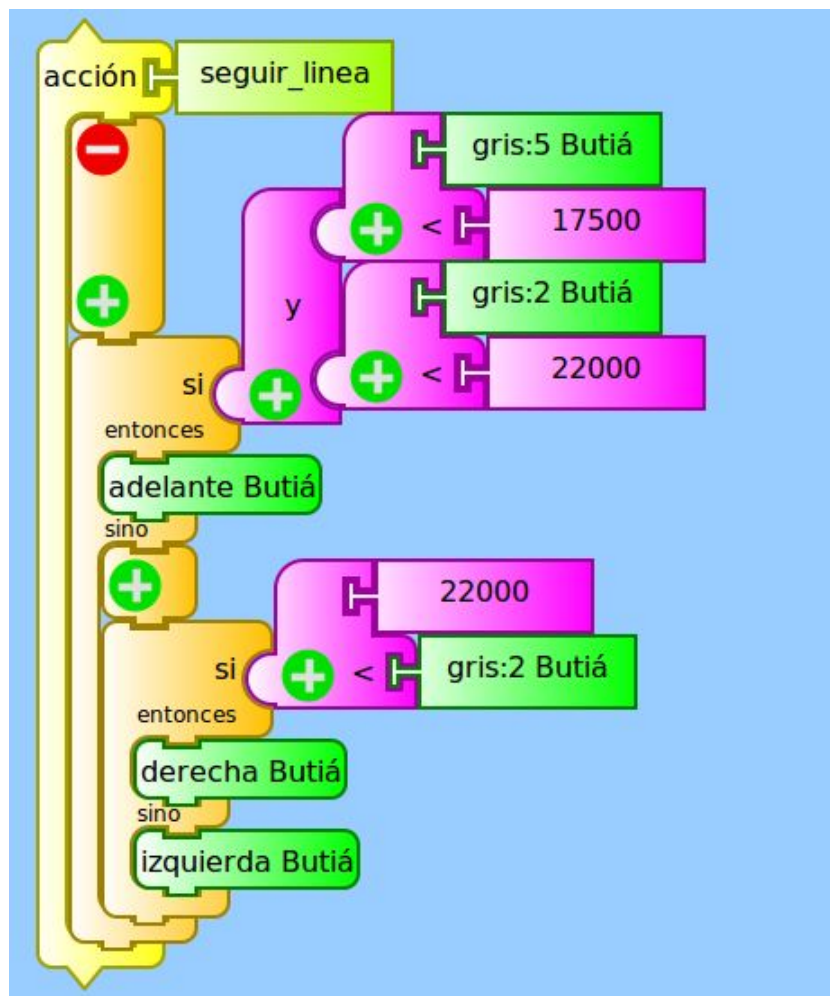 acción seguir_linea
gris:5 Butiá
< 17500
y
gris:2 Butiá
< 22000
si
entonces
adelante Butiá
sino
22000
si < gris:2 Butiá
entonces
derecha Butiá
sino
izquierda Butiá